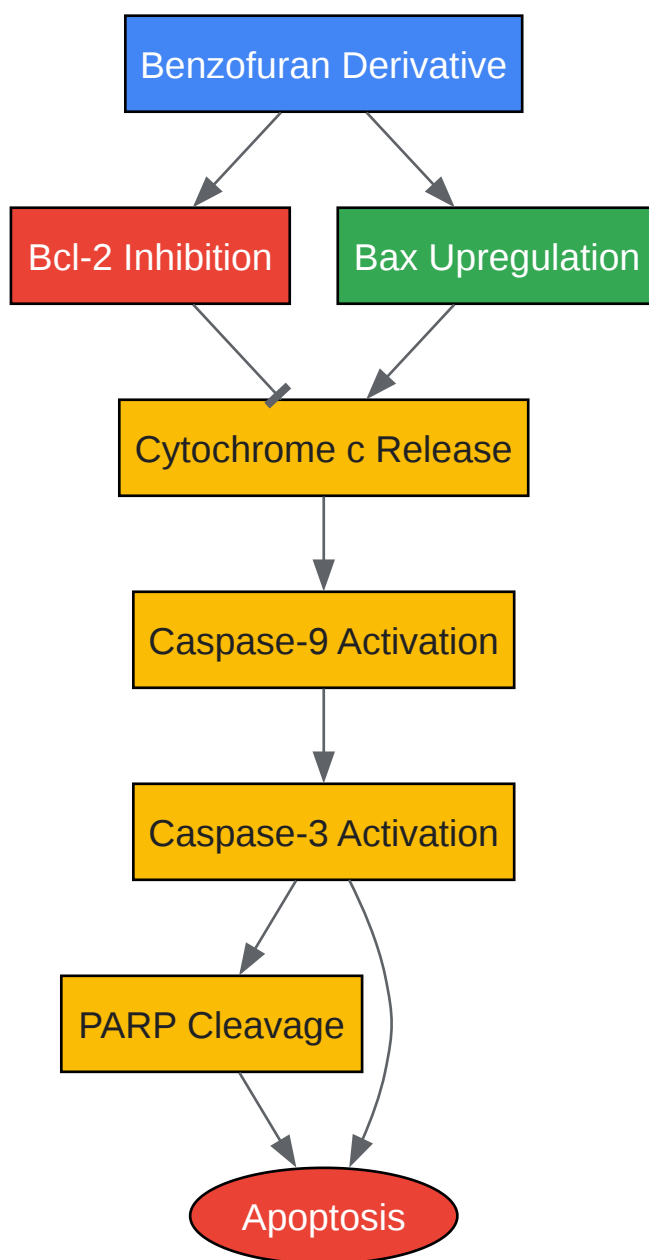 Benzofuran Derivative
Bcl-2 Inhibition
Bax Upregulation
Cytochrome c Release
Caspase-9 Activation
Caspase-3 Activation
PARP Cleavage
Apoptosis